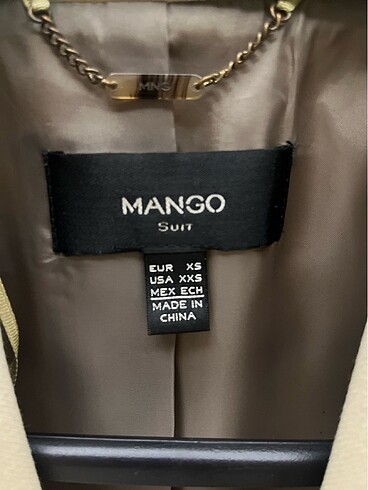 MNG
MANGO
SUIT
EUR XS
USA XXS
MEX ECH
MADE IN
CHINA